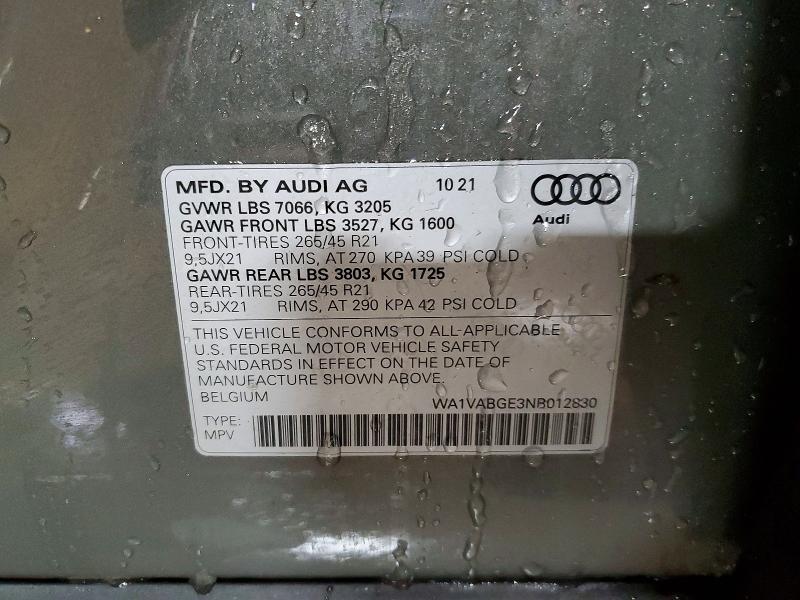 MFD. BY AUDI AG 10 21
Audi
GVWR LBS 7066, KG 3205
GAWR FRONT LBS 3527, KG 1600
FRONT-TIRES 265/45 R21
9,5JX21 RIMS, AT 270 KPA 39 PSI COLD
GAWR REAR LBS 3803, KG 1725
REAR-TIRES 265/45 R21
9,5JX21 RIMS, AT 290 KPA 42 PSI COLD
THIS VEHICLE CONFORMS TO ALL APPLICABLE
U.S. FEDERAL MOTOR VEHICLE SAFETY
STANDARDS IN EFFECT ON THE DATE OF
MANUFACTURE SHOWN ABOVE.
BELGIUM WA1VABGE3NB012830
TYPE:
MPV